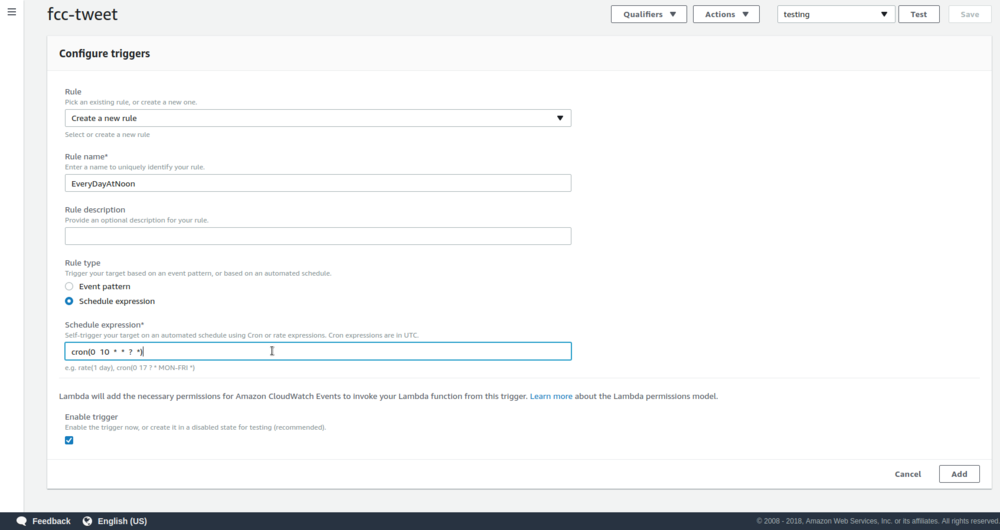 fcc-tweet
Qualifiers
Actions
testing
Test
Save
Configure triggers
Rule
Pick an existing rule, or create a new one.
Create a new rule
Select or create a new rule
Rule name*
Enter a name to uniquely identify your rule.
EveryDayAtNoon
Rule description
Provide an optional description for your rule.
Rule type
Trigger your target based on an event pattern, or based on an automated schedule.
Event pattern
Schedule expression
Schedule expression*
Self-trigger your target on an automated schedule using Cron or rate expressions. Cron expressions are in UTC.
cron(0 10 * * ? *)
e.g. rate(1 day), cron(0 17 ? * MON-FRI *)
Lambda will add the necessary permissions for Amazon CloudWatch Events to invoke your Lambda function from this trigger. Learn more about the Lambda permissions model.
Enable trigger
Enable the trigger now, or create it in a disabled state for testing (recommended).
Cancel
Add
Feedback
English (US)
© 2008 - 2018, Amazon Web Services, Inc. or its affiliates. All rights reserved.